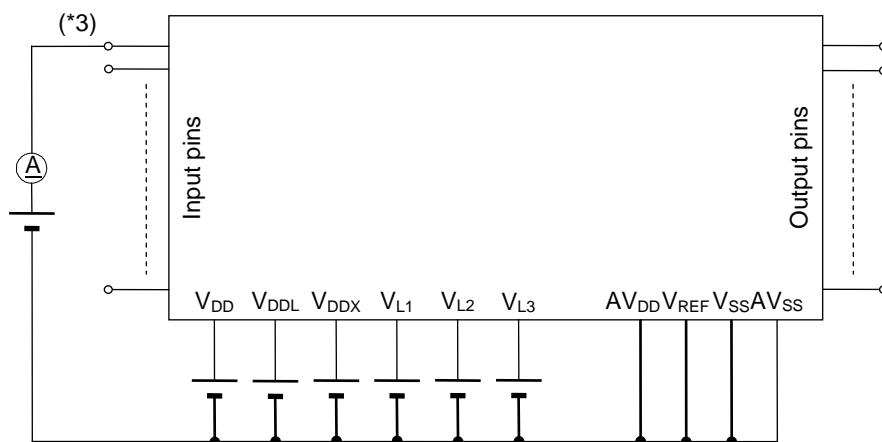 (*3)
A
Input pins
Output pins
VDD VDDL VDDX VL1 VL2 VL3 AVDD VREF VSS AVSS